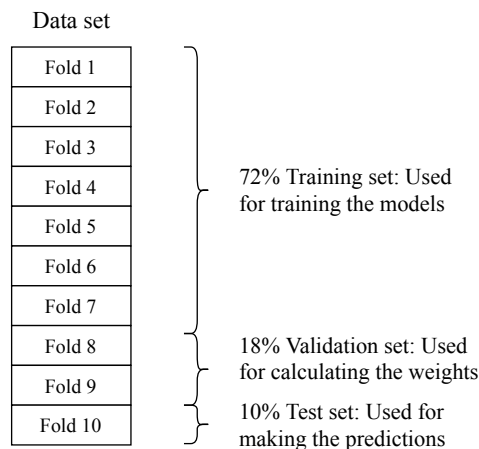 Data set
Fold 1
Fold 2
Fold 3
Fold 4
Fold 5
Fold 6
Fold 7
Fold 8
Fold 9
Fold 10
72% Training set: Used
for training the models
18% Validation set: Used
for calculating the weights
10% Test set: Used for
making the predictions